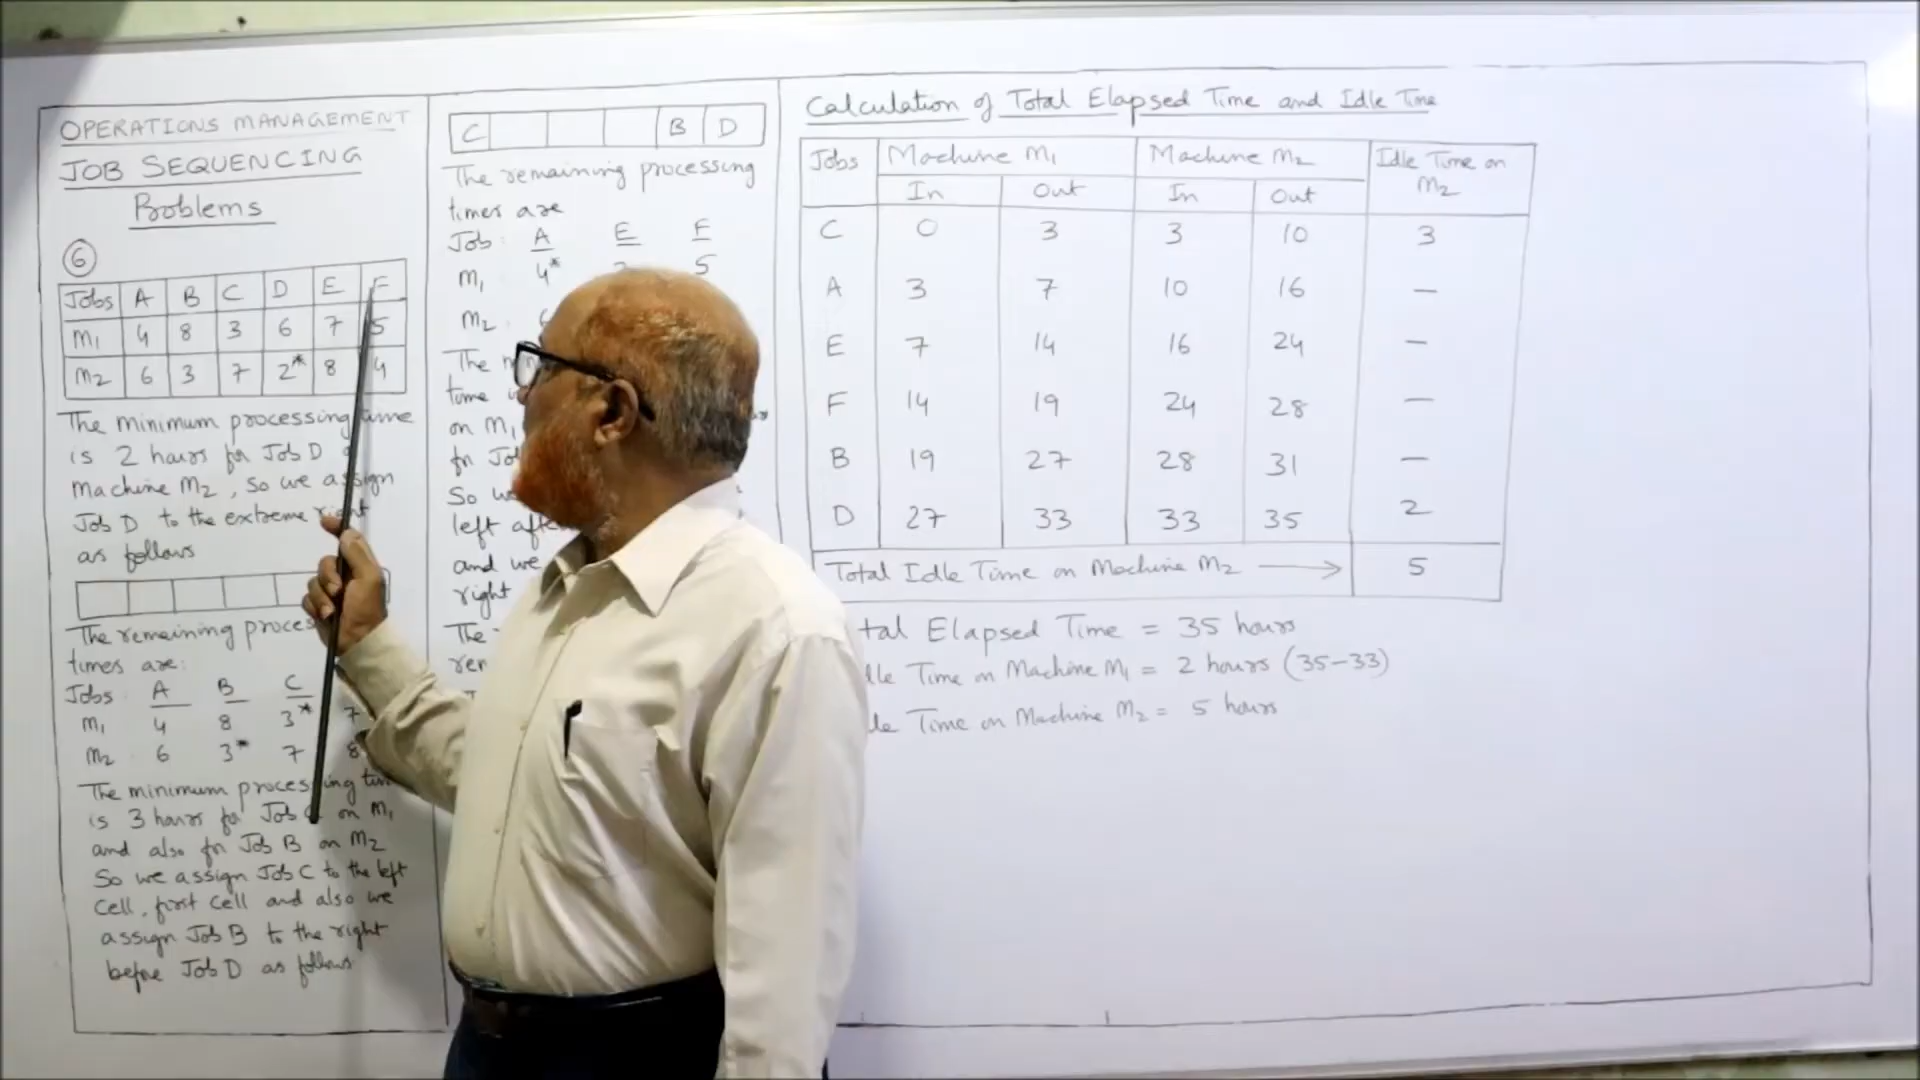 OPERATIONS MANAGEMENT
JOB SEQUENCING
Problems
6
Jobs A B C D E F
M1 4 8 3 6 7 5
M2 6 3 7 2* 8 4
The minimum processing time
is 2 hours for Job D
Machine M2, So we assign
Job D to the extreme right
as follows
The remaining
times are:
Jobs A B C
M1 4 8 3* 7
M2 6 3* 7 8
The minimum processing
is 3 hours for Job on M1
and also for Job B on M2
So we assign Job C to the left
cell, first cell and also we
assign Job B to the right
before Job D as follows
C B D
The remaining processing
times are
Job: A E F
M1 4* 5
M2
The
time
on M1
for
So
left
and we
right
The
Calculation of Total Elapsed Time and Idle Time
Jobs Machine M1 Machine M2 Idle Time on M2
In Out In Out
C 0 3 3 10 3
A 3 7 10 16 —
E 7 14 16 24 —
F 14 19 24 28 —
B 19 27 28 31 —
D 27 33 33 35 2
Total Idle Time on Machine M2 → 5
Elapsed Time = 35 hours
Time on Machine M1 = 2 hours (35-33)
Time on Machine M2 = 5 hours